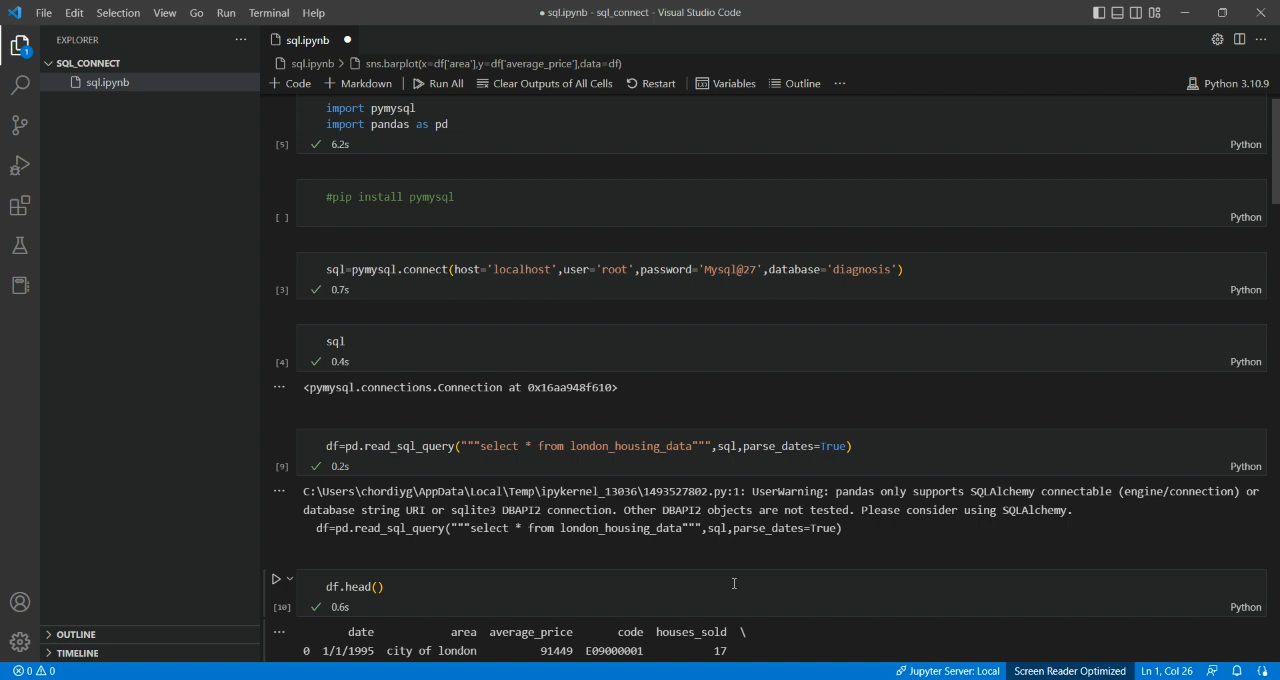 File Edit Selection View Go Run Terminal Help
● sql.ipynb - sql_connect - Visual Studio Code
EXPLORER
sql.ipynb
SQL_CONNECT
sql.ipynb > sns.barplot(x=df['area'],y=df['average_price'],data=df)
sql.ipynb
+ Code + Markdown Run All Clear Outputs of All Cells Restart Variables Outline Python 3.10.9
import pymysql
import pandas as pd
[5] 6.2s Python
#pip install pymysql
[ ] Python
sql=pymysql.connect(host='localhost',user='root',password='Mysql@27',database='diagnosis')
[3] 0.7s Python
sql
[4] 0.4s Python
<pymysql.connections.Connection at 0x16aa948f610>
df=pd.read_sql_query("""select * from london_housing_data""",sql,parse_dates=True)
[9] 0.2s Python
C:\Users\chordiyg\AppData\Local\Temp\ipykernel_13036\1493527802.py:1: UserWarning: pandas only supports SQLAlchemy connectable (engine/connection) or
database string URI or sqlite3 DBAPI2 connection. Other DBAPI2 objects are not tested. Please consider using SQLAlchemy.
df=pd.read_sql_query("""select * from london_housing_data""",sql,parse_dates=True)
df.head()
[10] 0.6s Python
date area average_price code houses_sold \
0 1/1/1995 city of london 91449 E09000001 17
OUTLINE
TIMELINE
0 0 Jupyter Server: Local Screen Reader Optimized Ln 1, Col 26